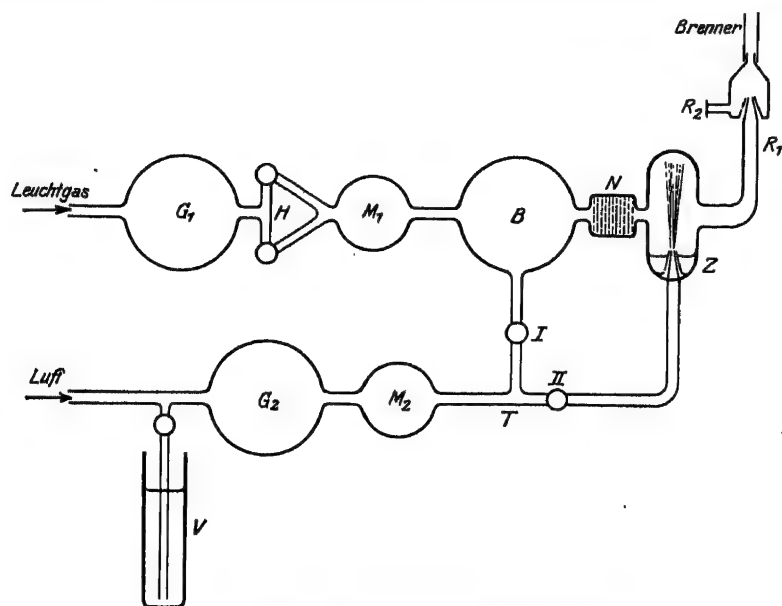 Brenner
R₂
R₁
Leuchtgas
G₁
H
M₁
B
N
Z
I
Luft
G₂
M₂
T
II
V